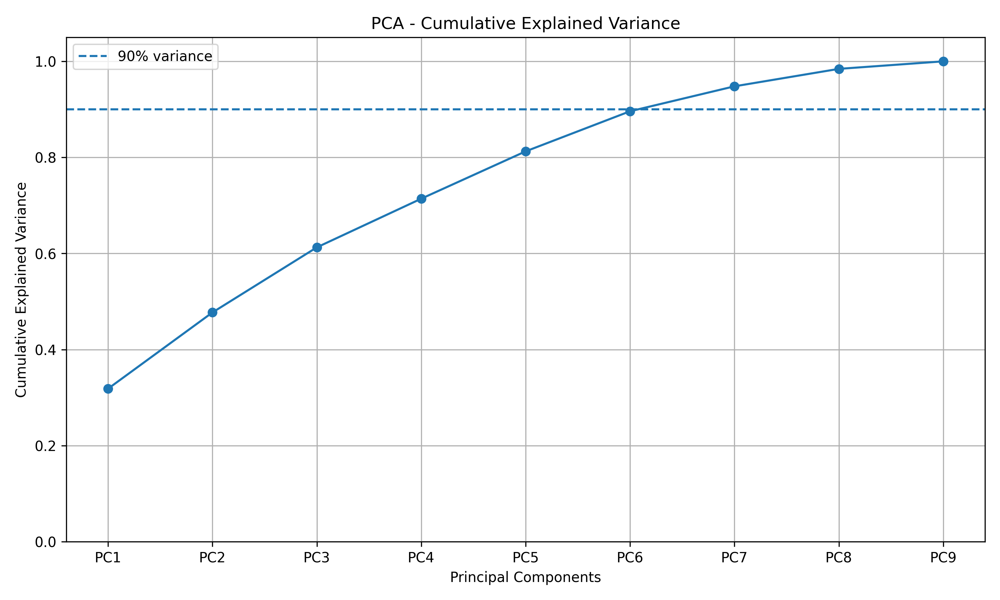 PCA - Cumulative Explained Variance
90% variance
1.0
0.8
0.6
0.4
0.2
0.0
Cumulative Explained Variance
PC1 PC2 PC3 PC4 PC5 PC6 PC7 PC8 PC9
Principal Components